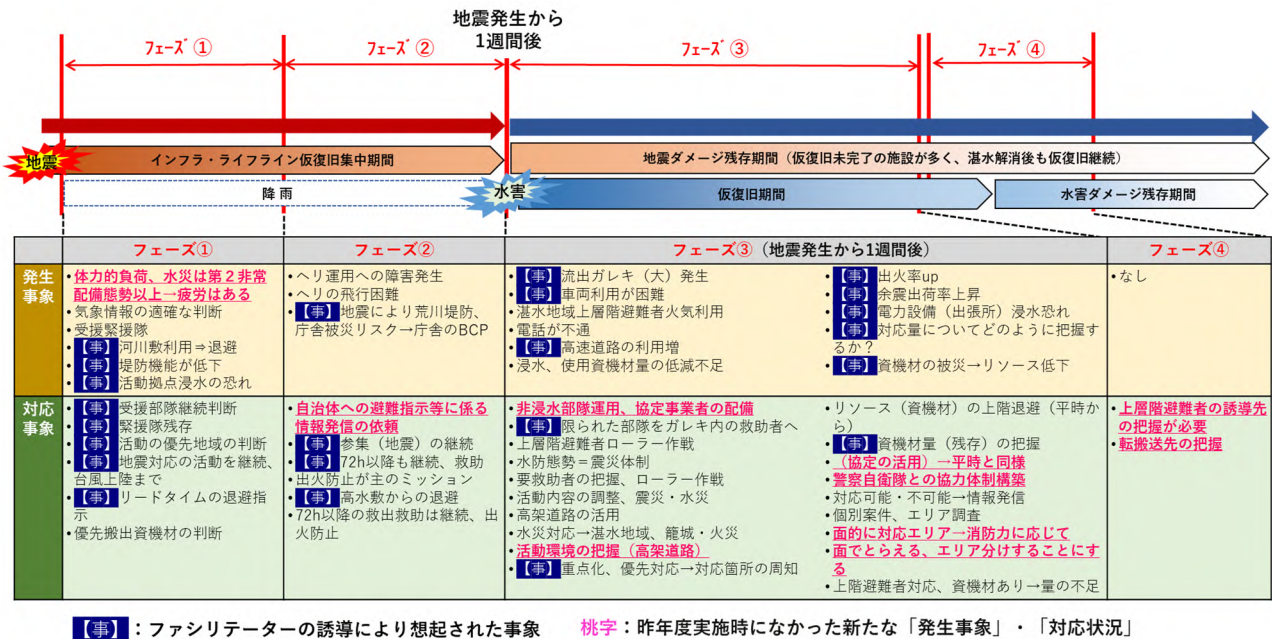 地震発生から
1週間後
ﾌｪｰｽﾞ①
ﾌｪｰｽﾞ②
ﾌｪｰｽﾞ③
ﾌｪｰｽﾞ④
地震
インフラ・ライフライン仮復旧集中期間
地震ダメージ残存期間（仮復旧未完了の施設が多く、湛水解消後も仮復旧継続）
降 雨
水害
仮復旧期間
水害ダメージ残存期間
フェーズ①
フェーズ②
フェーズ③（地震発生から1週間後）
フェーズ④
発生
事象
•体力的負荷、水災は第２非常
配備態勢以上→疲労はある
•気象情報の適確な判断
•受援緊援隊
•【事】河川敷利用⇒退避
•【事】堤防機能が低下
•【事】活動拠点浸水の恐れ
•ヘリ運用への障害発生
•ヘリの飛行困難
•【事】地震により荒川堤防、
庁舎被災リスク→庁舎のBCP
•【事】流出ガレキ（大）発生
•【事】車両利用が困難
•湛水地域上層階避難者火気利用
•電話が不通
•【事】高速道路の利用増
•浸水、使用資機材量の低減不足
•【事】出火率up
•【事】余震出荷率上昇
•【事】電力設備（出張所）浸水恐れ
•【事】対応量についてどのように把握す
るか？
•【事】資機材の被災→リソース低下
•なし
対応
事象
•【事】受援部隊継続判断
•【事】緊援隊残存
•【事】活動の優先地域の判断
•【事】地震対応の活動を継続、
台風上陸まで
•【事】リードタイムの退避指
示
•優先搬出資機材の判断
•自治体への避難指示等に係る
情報発信の依頼
•【事】参集（地震）の継続
•【事】72h以降も継続、救助
•出火防止が主のミッション
•【事】高水敷からの退避
•72h以降の救出救助は継続、出
火防止
•非浸水部隊運用、協定事業者の配備
•【事】限られた部隊をガレキ内の救助者へ
•上層階避難者ローラー作戦
•水防態勢＝震災体制
•要救助者の把握、ローラー作戦
•活動内容の調整、震災・水災
•高架道路の活用
•水災対応→湛水地域、籠城・火災
•活動環境の把握（高架道路）
•【事】重点化、優先対応→対応箇所の周知
•リソース（資機材）の上階退避（平時か
ら）
•【事】資機材量（残存）の把握
•（協定の活用）→平時と同様
•警察自衛隊との協力体制構築
•対応可能・不可能→情報発信
•個別案件、エリア調査
•面的に対応エリア→消防力に応じて
•面でとらえる、エリア分けすることにす
る
•上階避難者対応、資機材あり→量の不足
•上層階避難者の誘導先
の把握が必要
•転搬送先の把握
【事】：ファシリテーターの誘導により想起された事象
桃字：昨年度実施時になかった新たな「発生事象」・「対応状況」